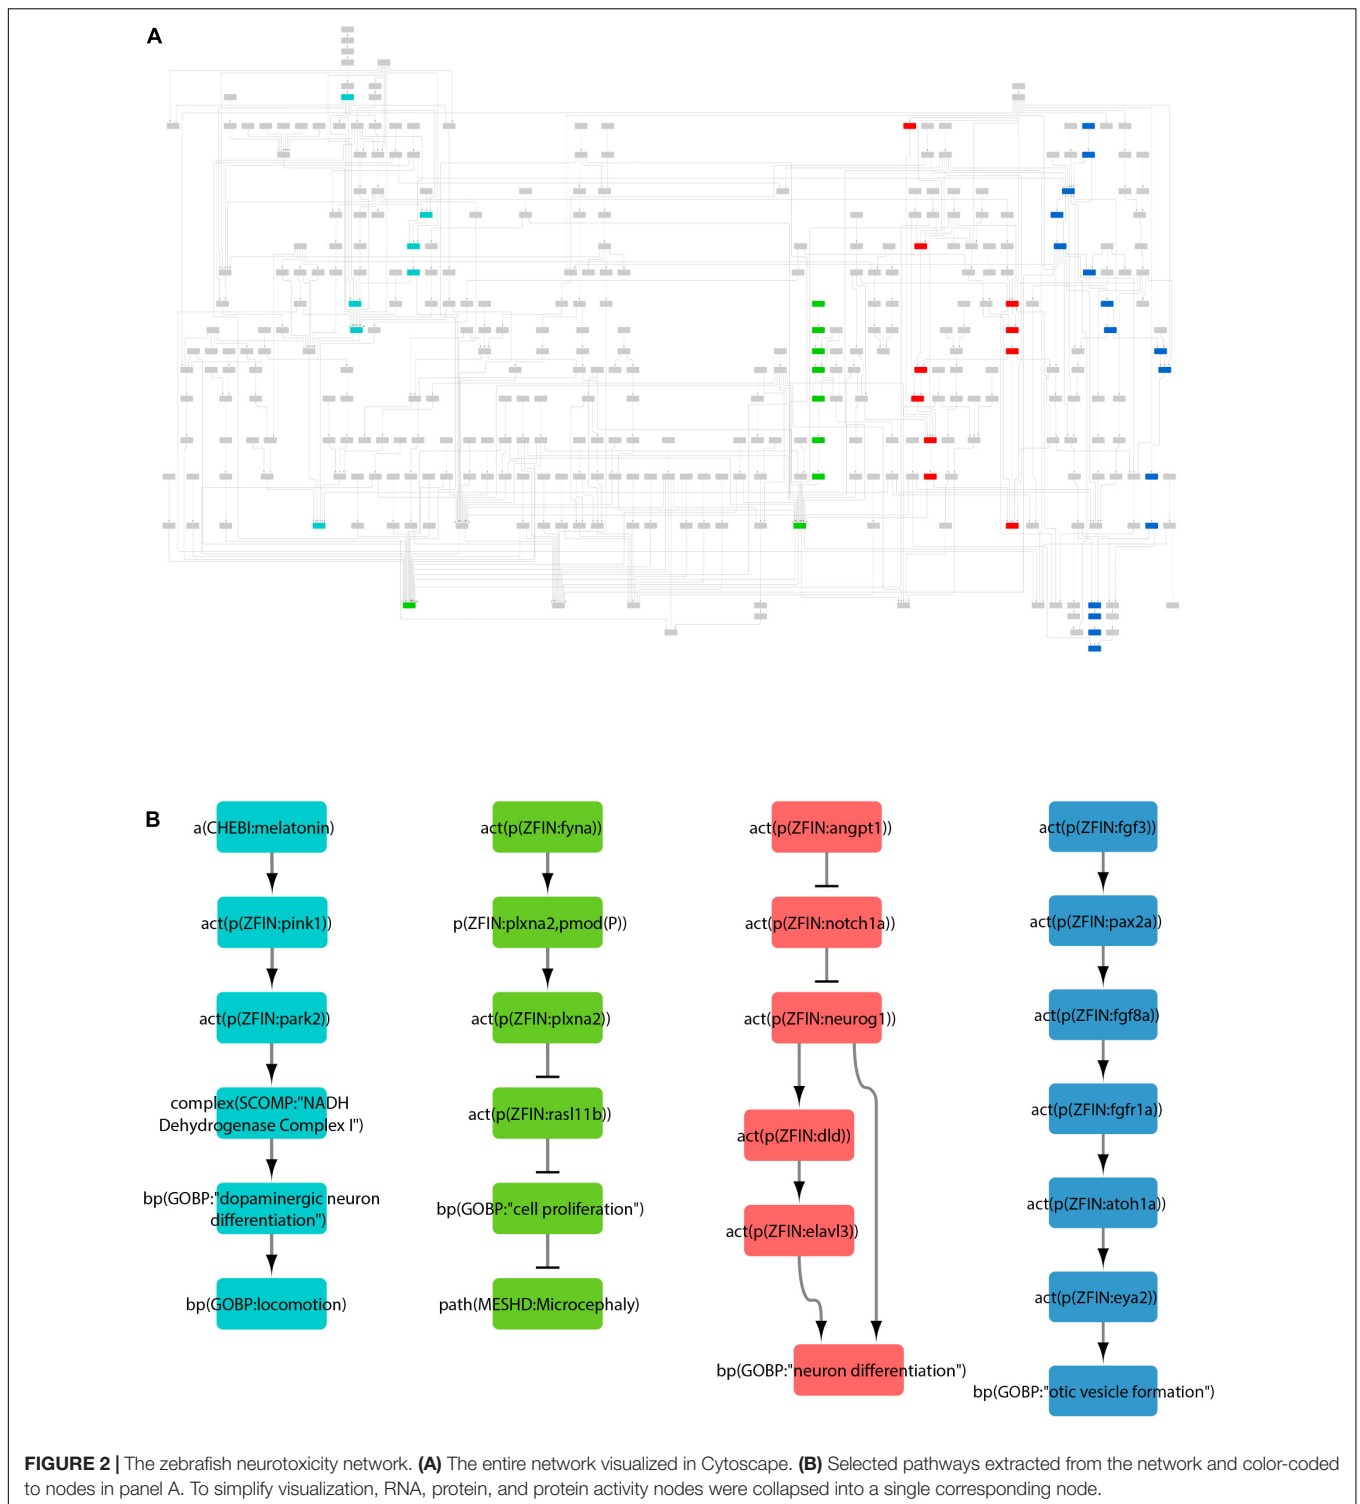 A
B
a(CHEBI:melatonin)
act(p(ZFIN:pink1))
act(p(ZFIN:park2))
complex(SCOMP:"NADH
Dehydrogenase Complex I")
bp(GOBP:"dopaminergic neuron
differentiation")
bp(GOBP:locomotion)
act(p(ZFIN:fyna))
p(ZFIN:plxna2,pmod(P))
act(p(ZFIN:plxna2))
act(p(ZFIN:rasl11b))
bp(GOBP:"cell proliferation")
path(MESHD:Microcephaly)
act(p(ZFIN:angpt1))
act(p(ZFIN:notch1a))
act(p(ZFIN:neurog1))
act(p(ZFIN:dld))
act(p(ZFIN:elavl3))
bp(GOBP:"neuron differentiation")
act(p(ZFIN:fgf3))
act(p(ZFIN:pax2a))
act(p(ZFIN:fgf8a))
act(p(ZFIN:fgfr1a))
act(p(ZFIN:atoh1a))
act(p(ZFIN:eya2))
bp(GOBP:"otic vesicle formation")
FIGURE 2 | The zebrafish neurotoxicity network. (A) The entire network visualized in Cytoscape. (B) Selected pathways extracted from the network and color-coded
to nodes in panel A. To simplify visualization, RNA, protein, and protein activity nodes were collapsed into a single corresponding node.